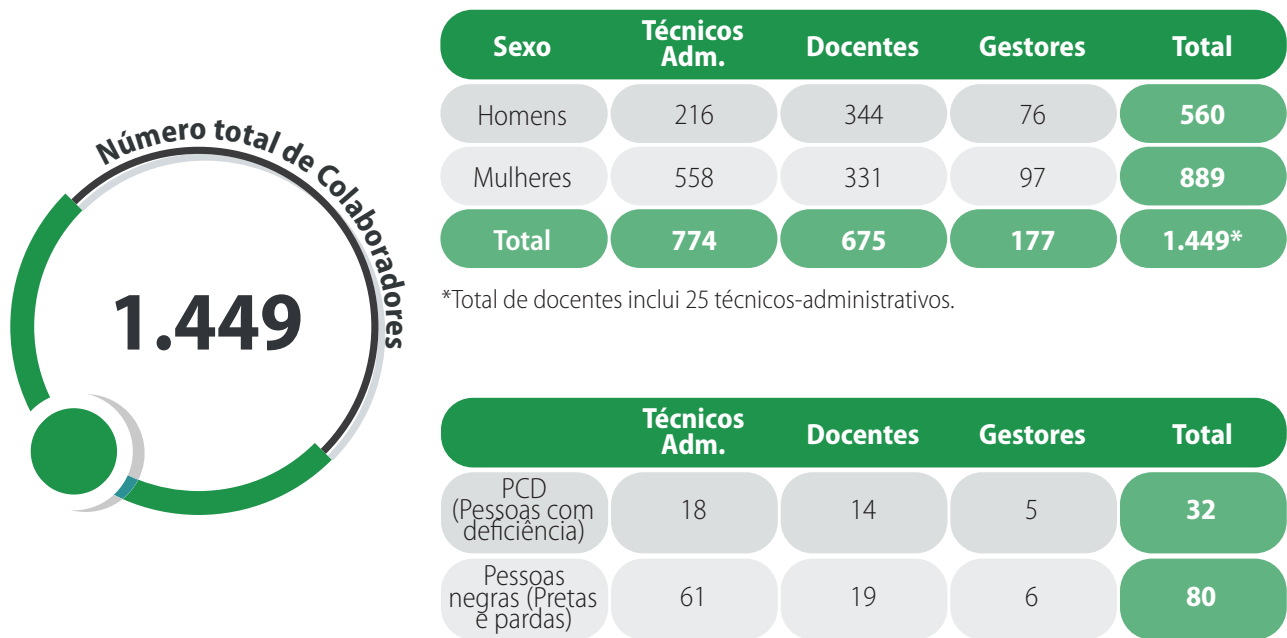 Número total de Colaboradores
1.449
Sexo Técnicos Adm. Docentes Gestores Total
Homens 216 344 76 560
Mulheres 558 331 97 889
Total 774 675 177 1.449*
*Total de docentes inclui 25 técnicos-administrativos.
Técnicos Adm. Docentes Gestores Total
PCD (Pessoas com deficiência) 18 14 5 32
Pessoas negras (Pretas e pardas) 61 19 6 80